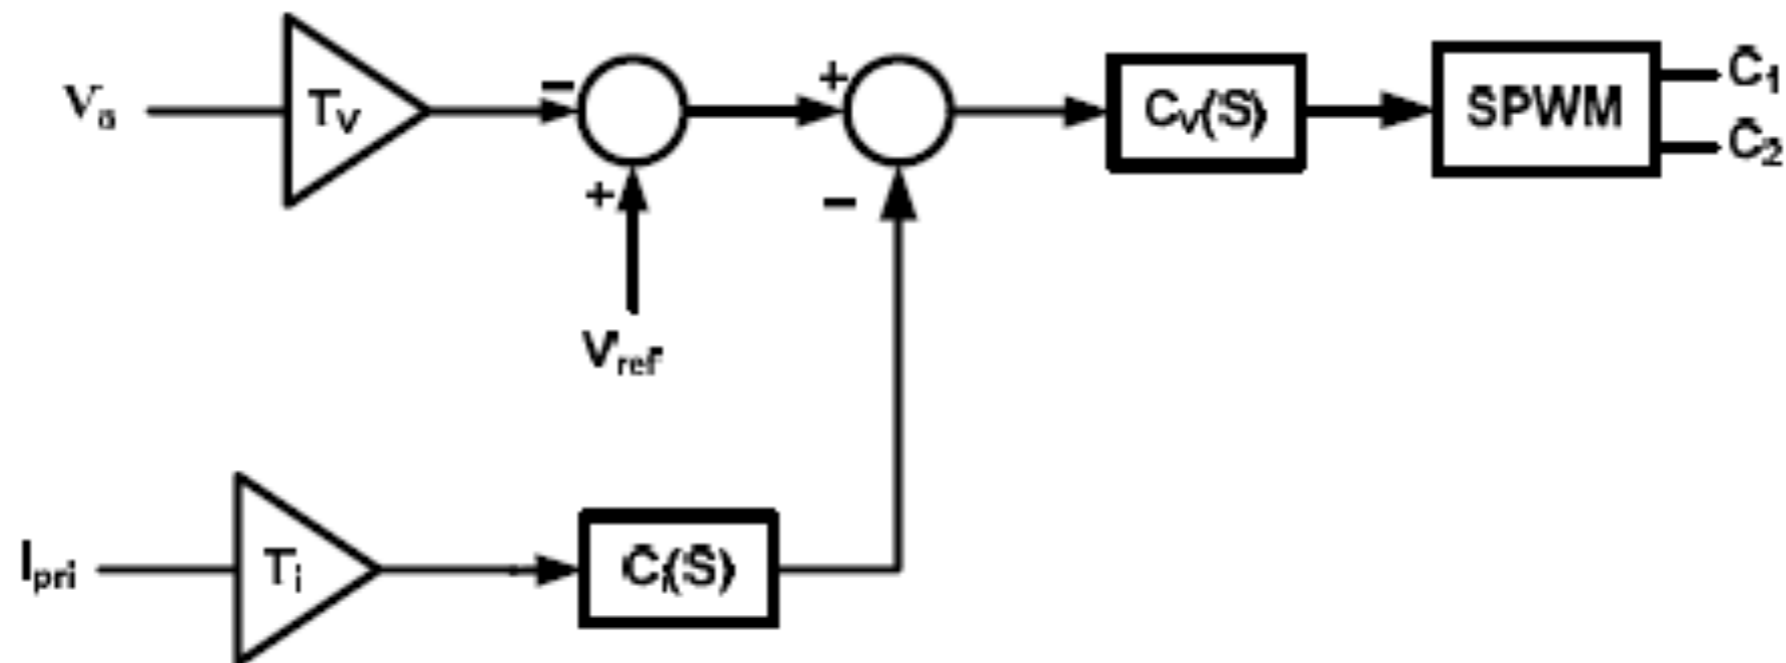 Vo
Tv
−
+
Vref
+
−
Cv(S)
SPWM
C1
C2
Ipri
Ti
Ci(S)